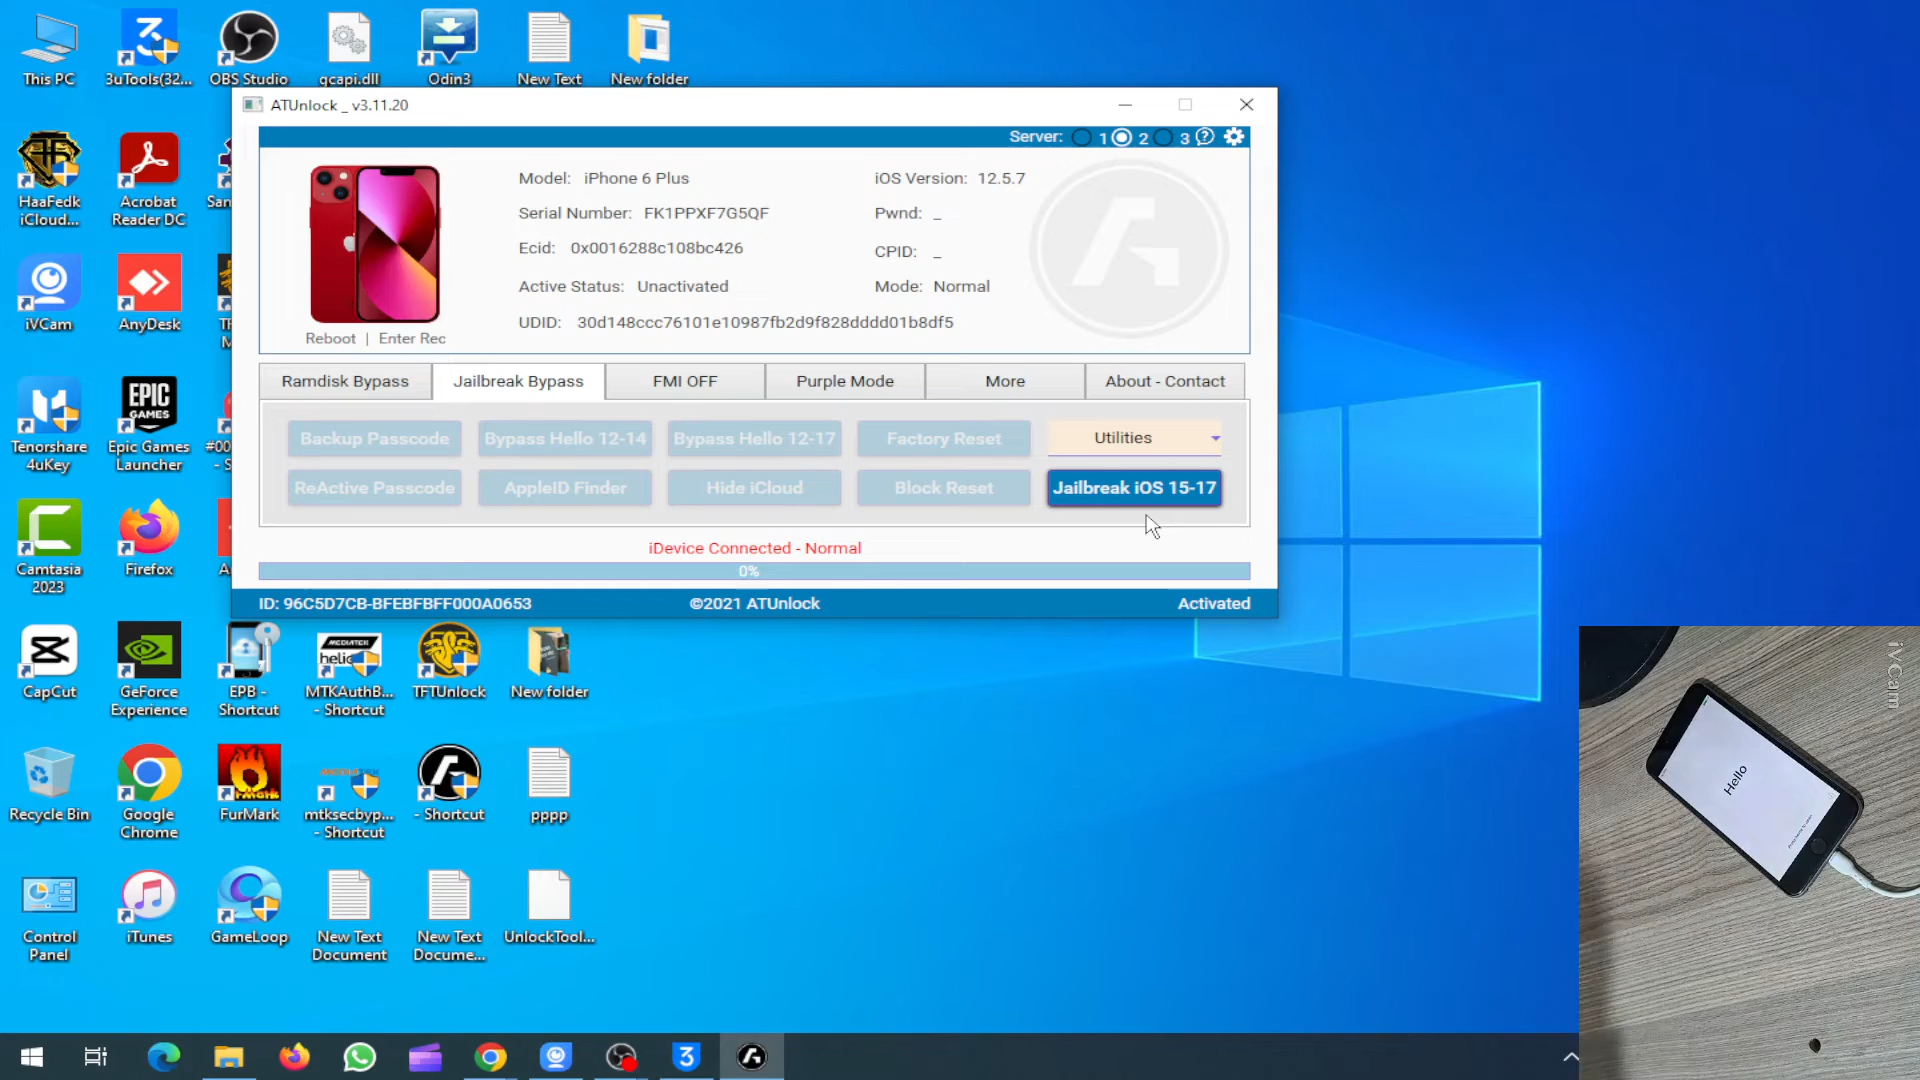 This PC
3uTools(32...
OBS Studio
qcapi.dll
Odin3
New Text
New folder
ATUnlock _ v3.11.20
Server: 1 2 3
Model: iPhone 6 Plus
iOS Version: 12.5.7
Serial Number: FK1PPXF7G5QF
Pwnd: _
Ecid: 0x0016288c108bc426
CPID: _
Active Status: Unactivated
Mode: Normal
UDID: 30d148ccc76101e10987fb2d9f828dddd01b8df5
Reboot | Enter Rec
Ramdisk Bypass
Jailbreak Bypass
FMI OFF
Purple Mode
More
About - Contact
Backup Passcode
Bypass Hello 12-14
Bypass Hello 12-17
Factory Reset
Utilities
ReActive Passcode
AppleID Finder
Hide iCloud
Block Reset
Jailbreak iOS 15-17
iDevice Connected - Normal
0%
ID: 96C5D7CB-BFEBFBFF000A0653
©2021 ATUnlock
Activated
HaaFedk
iCloud...
Acrobat
Reader DC
San
iVCam
AnyDesk
Tenorshare
4uKey
EPIC
GAMES
Epic Games
Launcher
#00
- S
Camtasia
2023
Firefox
CapCut
GeForce
Experience
EPB -
Shortcut
MEDIATEK
helio
MTKAuthB...
- Shortcut
TFTUnlock
New folder
Recycle Bin
Google
Chrome
FurMark
mtksecbyp...
- Shortcut
- Shortcut
pppp
Control
Panel
iTunes
GameLoop
New Text
Document
New Text
Docume...
UnlockTool...
iVCam
Hello